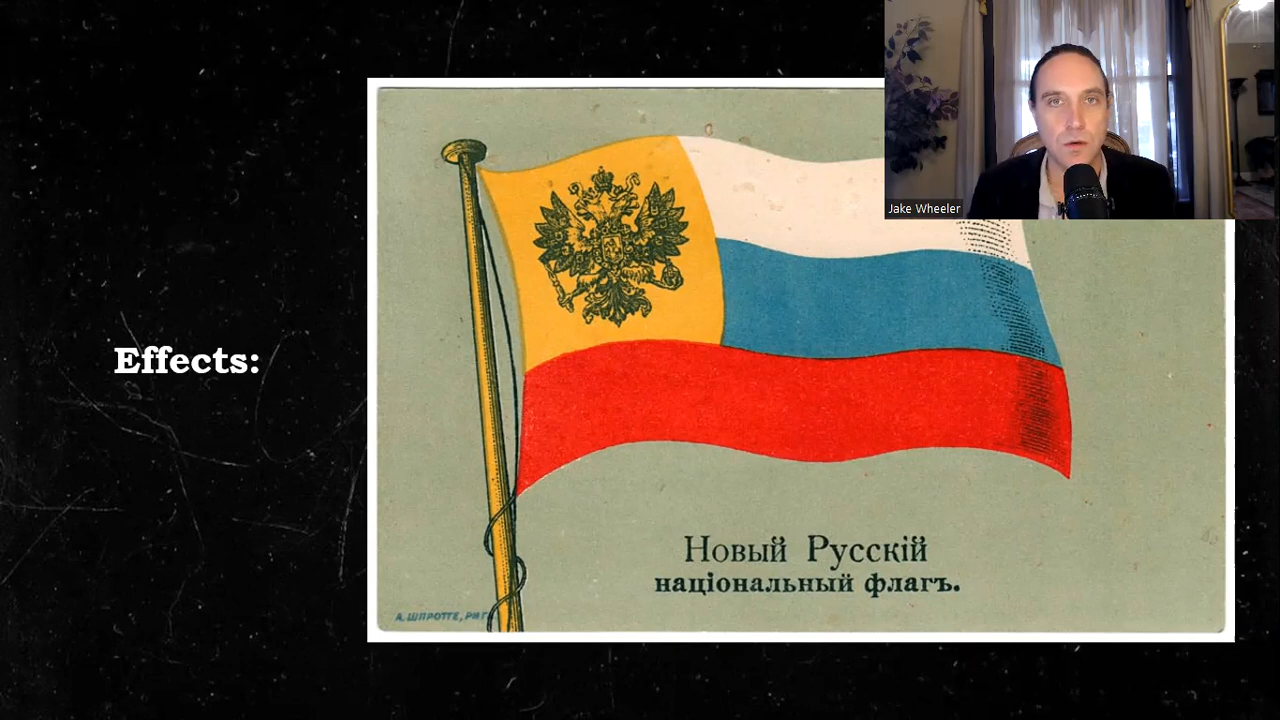 Jake Wheeler
Effects:
Новый Русскій
національный флагъ.
А. ШПРОТТЕ, РИГ